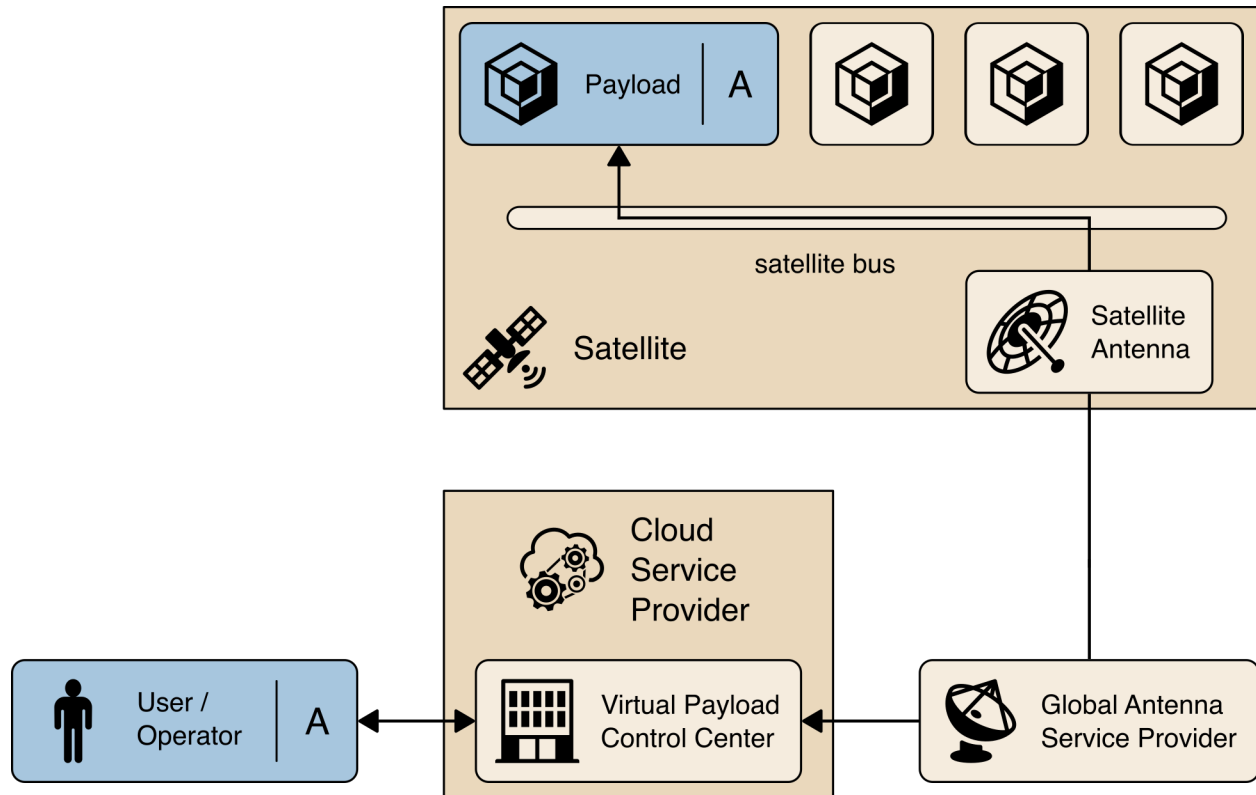 Payload
A
satellite bus
Satellite
Satellite
Antenna
Cloud
Service
Provider
User /
Operator
A
Virtual Payload
Control Center
Global Antenna
Service Provider